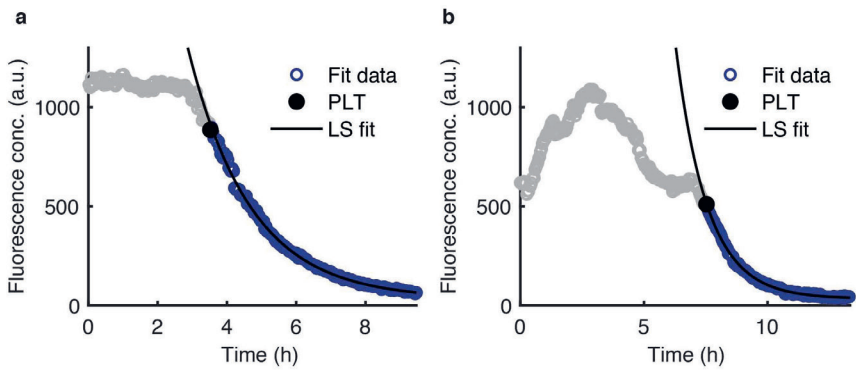 a
Fluorescence conc. (a.u.)
1000
500
0
0 2 4 6 8
Time (h)
Fit data
PLT
LS fit
b
Fluorescence conc. (a.u.)
1000
500
0
0 5 10
Time (h)
Fit data
PLT
LS fit